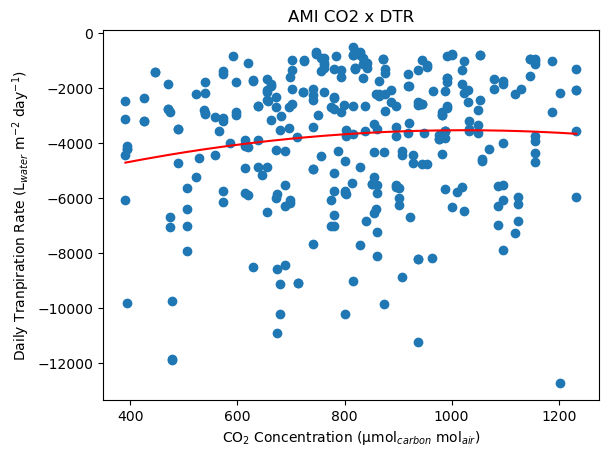 AMI CO2 x DTR
Daily Tranpiration Rate (L_water m⁻² day⁻¹)
0
−2000
−4000
−6000
−8000
−10000
−12000
400 600 800 1000 1200
CO₂ Concentration (μmol_carbon mol_air)